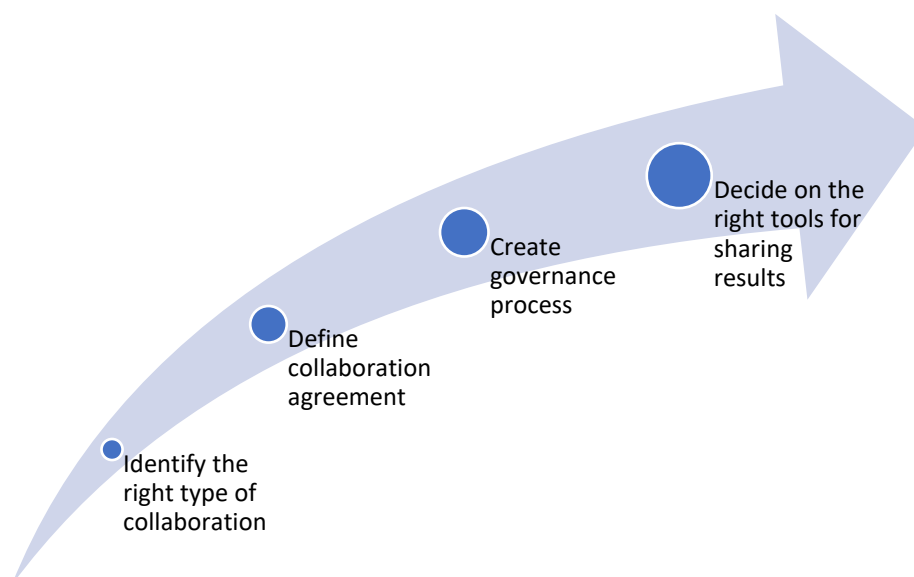 Identify the
right type of
collaboration
Define
collaboration
agreement
Create
governance
process
Decide on the
right tools for
sharing
results